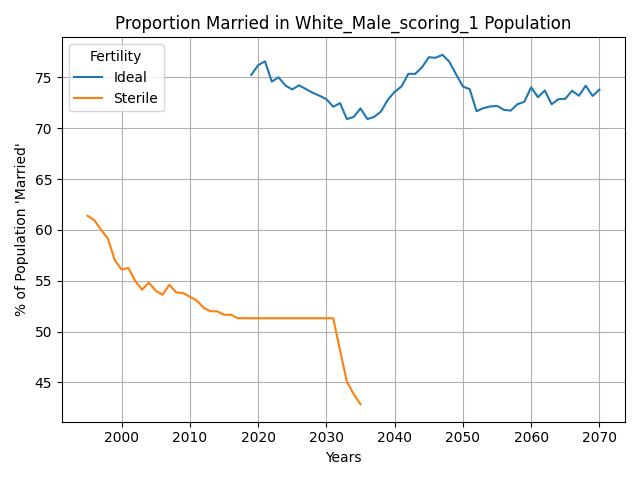 Proportion Married in White_Male_scoring_1 Population
Fertility
Ideal
Sterile
% of Population 'Married'
75
70
65
60
55
50
45
2000 2010 2020 2030 2040 2050 2060 2070
Years